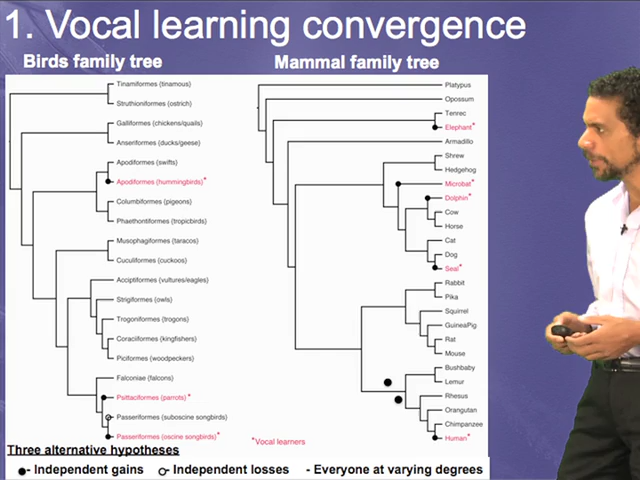 1. Vocal learning convergence
Birds family tree
Mammal family tree
Tinamiformes (tinamous)
Struthioniformes (ostrich)
Galliformes (chickens/quails)
Anseriformes (ducks/geese)
Apodiformes (swifts)
Apodiformes (hummingbirds)*
Columbiformes (pigeons)
Phaethontiformes (tropicbirds)
Musophagiformes (taracos)
Cuculiformes (cuckoos)
Acciptiformes (vultures/eagles)
Strigiformes (owls)
Trogoniformes (trogons)
Coraciiformes (kingfishers)
Piciformes (woodpeckers)
Falconiae (falcons)
Psittaciformes (parrots) *
Passeriformes (suboscine songbirds)
Passeriformes (oscine songbirds) *
Platypus
Opossum
Tenrec
Elephant*
Armadillo
Shrew
Hedgehog
Microbat*
Dolphin*
Cow
Horse
Cat
Dog
Seal*
Rabbit
Pika
Squirrel
GuineaPig
Rat
Mouse
Bushbaby
Lemur
Rhesus
Orangutan
Chimpanzee
Human*
*Vocal learners
Three alternative hypotheses
- Independent gains - Independent losses - Everyone at varying degrees